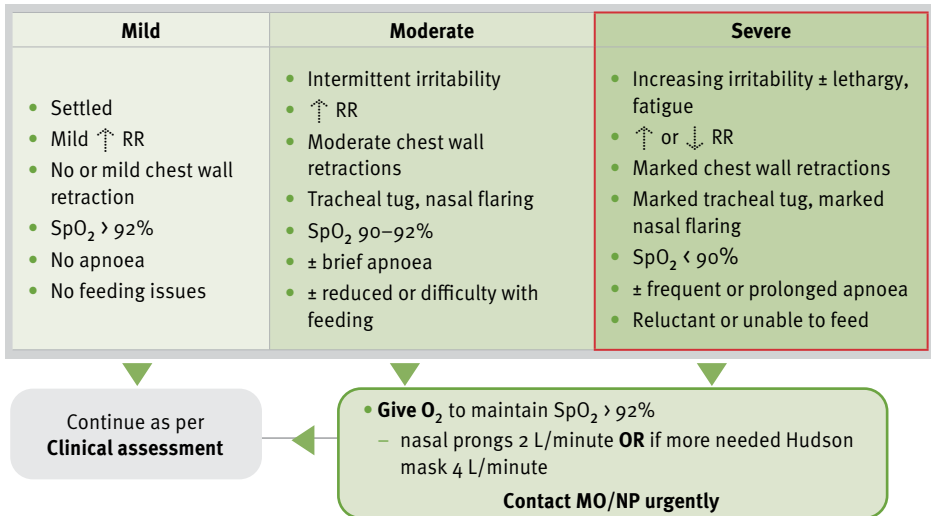 Mild
• Settled
• Mild ↑ RR
• No or mild chest wall
retraction
• SpO₂ > 92%
• No apnoea
• No feeding issues
Moderate
• Intermittent irritability
• ↑ RR
• Moderate chest wall
retractions
• Tracheal tug, nasal flaring
• SpO₂ 90–92%
• ± brief apnoea
• ± reduced or difficulty with
feeding
Severe
• Increasing irritability ± lethargy,
fatigue
• ↑ or ↓ RR
• Marked chest wall retractions
• Marked tracheal tug, marked
nasal flaring
• SpO₂ < 90%
• ± frequent or prolonged apnoea
• Reluctant or unable to feed
Continue as per
Clinical assessment
• Give O₂ to maintain SpO₂ > 92%
– nasal prongs 2 L/minute OR if more needed Hudson
mask 4 L/minute
Contact MO/NP urgently